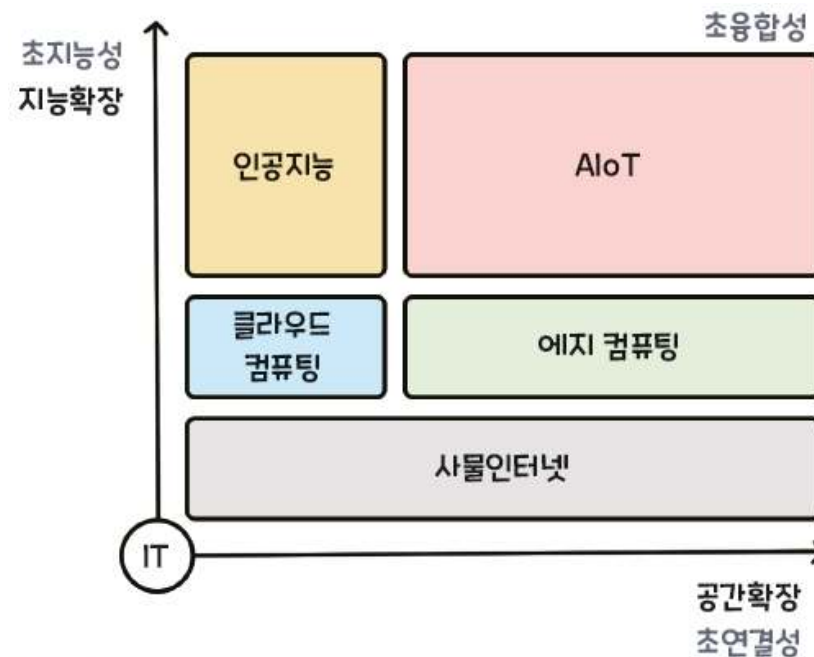 초융합성
초지능성
지능확장
인공지능
AIoT
클라우드
컴퓨팅
에지 컴퓨팅
사물인터넷
IT
공간확장
초연결성